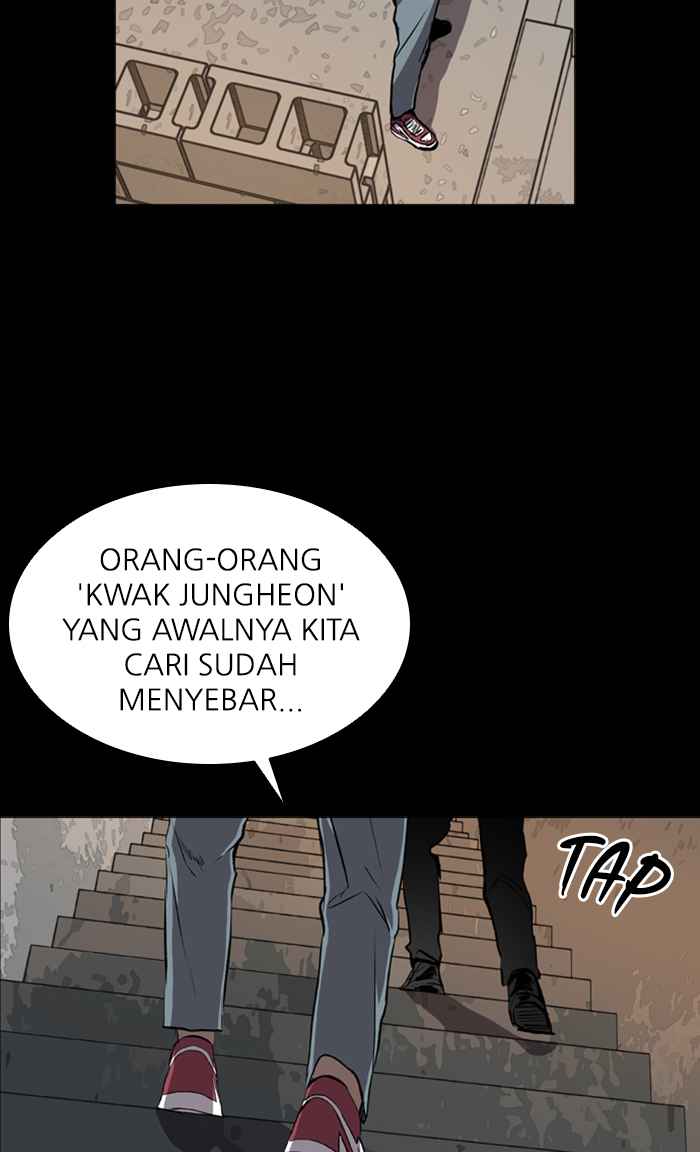 ORANG-ORANG
'KWAK JUNGHEON'
YANG AWALNYA KITA
CARI SUDAH
MENYEBAR...
TAP